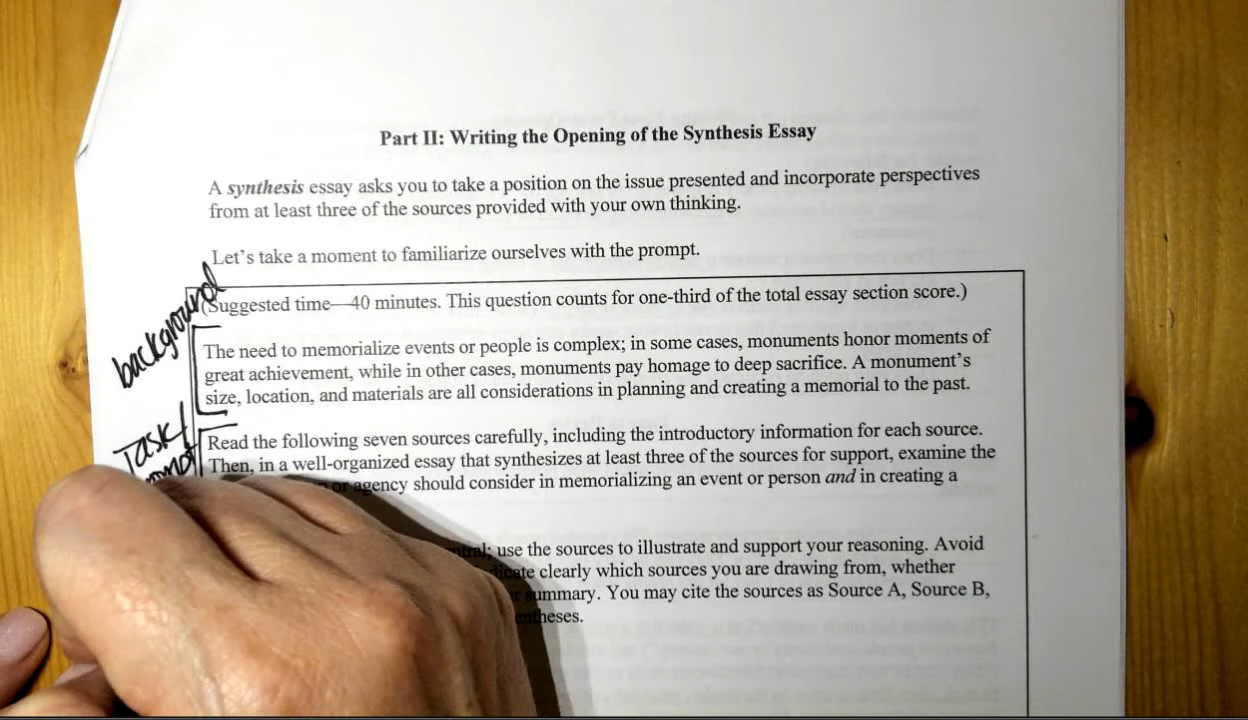 Part II: Writing the Opening of the Synthesis Essay
A synthesis essay asks you to take a position on the issue presented and incorporate perspectives
from at least three of the sources provided with your own thinking.
Let's take a moment to familiarize ourselves with the prompt.
background
(Suggested time—40 minutes. This question counts for one-third of the total essay section score.)
The need to memorialize events or people is complex; in some cases, monuments honor moments of
great achievement, while in other cases, monuments pay homage to deep sacrifice. A monument's
size, location, and materials are all considerations in planning and creating a memorial to the past.
Task/
Read the following seven sources carefully, including the introductory information for each source.
Then, in a well-organized essay that synthesizes at least three of the sources for support, examine the
or agency should consider in memorializing an event or person and in creating a
use the sources to illustrate and support your reasoning. Avoid
clearly which sources you are drawing from, whether
summary. You may cite the sources as Source A, Source B,